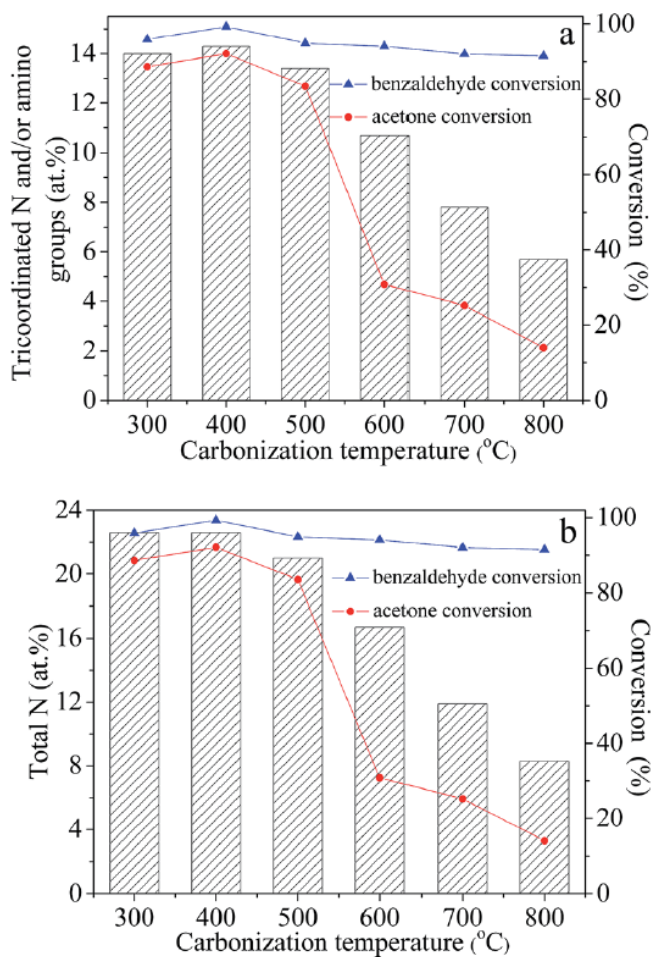 a
benzaldehyde conversion
acetone conversion
Tricoordinated N and/or amino
groups (at.%)
14
12
10
8
6
4
2
0
100
80
60
40
20
0
Conversion (%)
300 400 500 600 700 800
Carbonization temperature (°C)
b
benzaldehyde conversion
acetone conversion
Total N (at.%)
24
20
16
12
8
4
0
100
80
60
40
20
0
Conversion (%)
300 400 500 600 700 800
Carbonization temperature (°C)